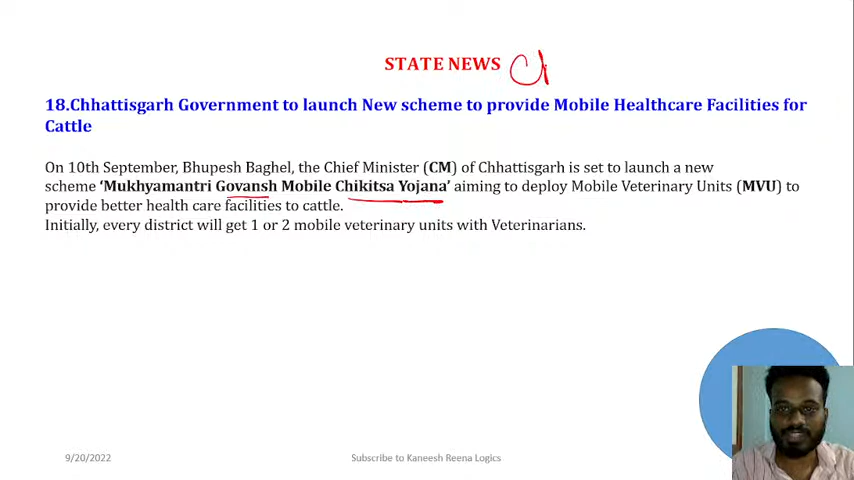 STATE NEWS
18.Chhattisgarh Government to launch New scheme to provide Mobile Healthcare Facilities for
Cattle
On 10th September, Bhupesh Baghel, the Chief Minister (CM) of Chhattisgarh is set to launch a new
scheme ‘Mukhyamantri Govansh Mobile Chikitsa Yojana’ aiming to deploy Mobile Veterinary Units (MVU) to
provide better health care facilities to cattle.
Initially, every district will get 1 or 2 mobile veterinary units with Veterinarians.
9/20/2022
Subscribe to Kaneesh Reena Logics